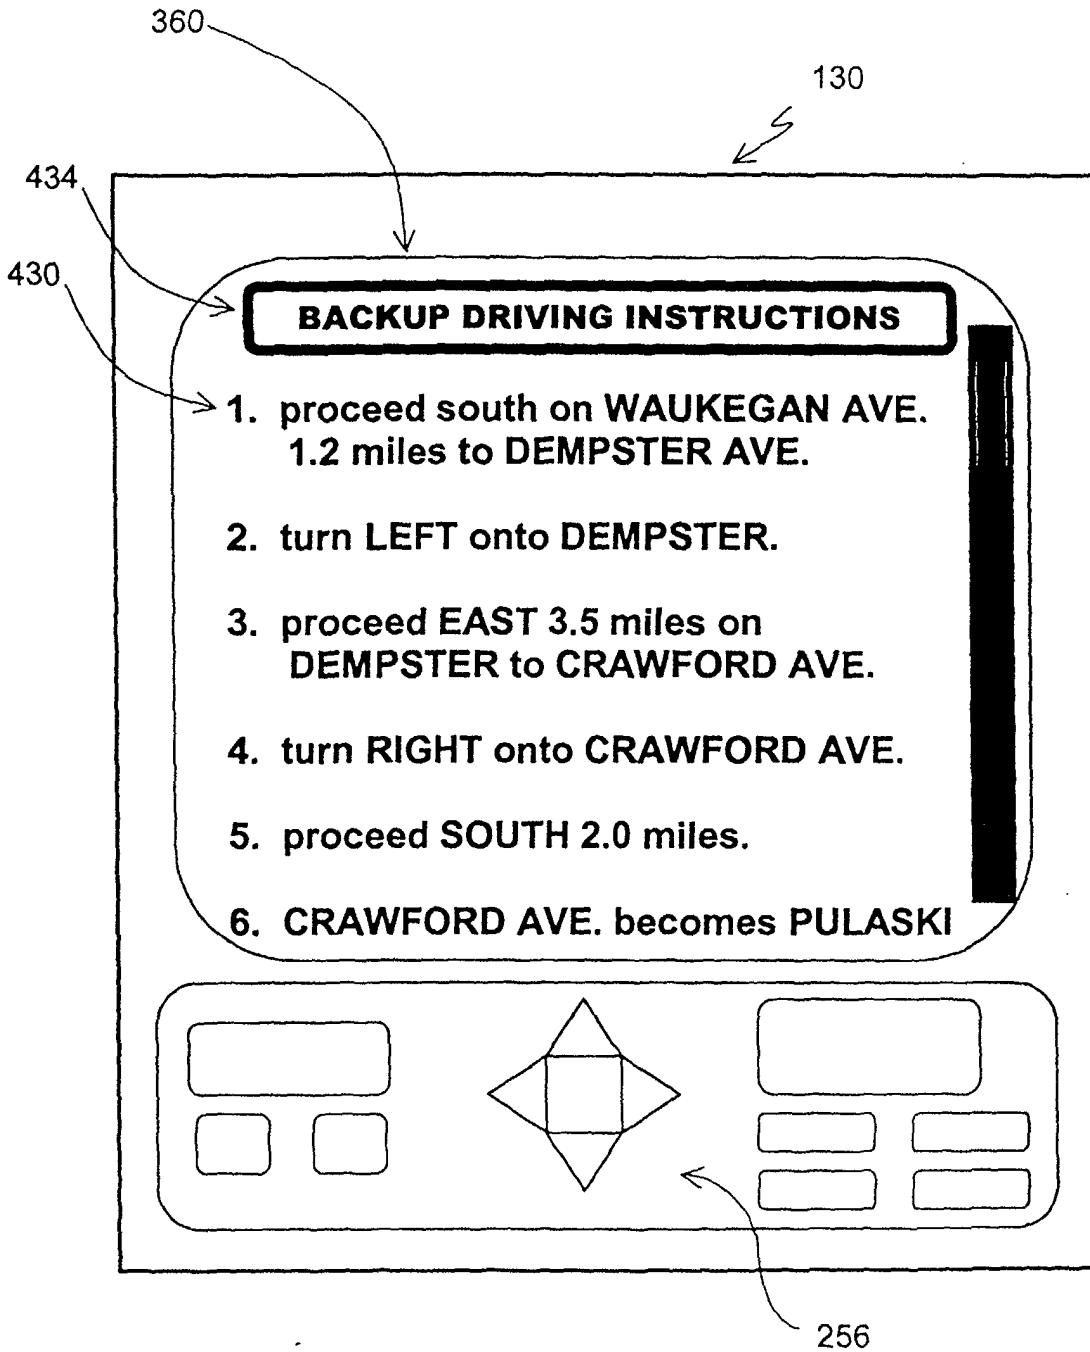 360
130
434
430
BACKUP DRIVING INSTRUCTIONS
1. proceed south on WAUKEGAN AVE.
1.2 miles to DEMPSTER AVE.
2. turn LEFT onto DEMPSTER.
3. proceed EAST 3.5 miles on
DEMPSTER to CRAWFORD AVE.
4. turn RIGHT onto CRAWFORD AVE.
5. proceed SOUTH 2.0 miles.
6. CRAWFORD AVE. becomes PULASKI
256